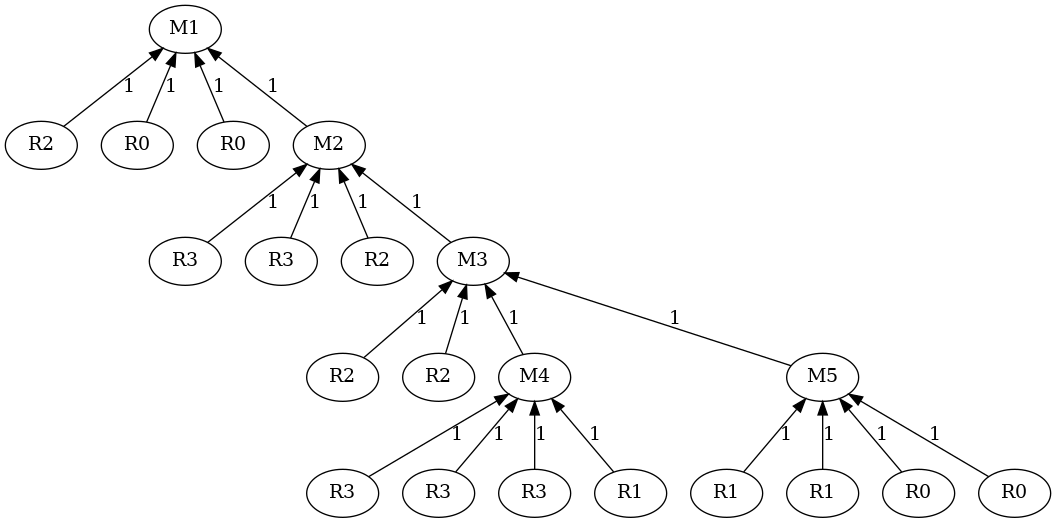 M1
1 1 1 1
R2 R0 R0 M2
1 1 1 1
R3 R3 R2 M3
1 1 1 1
R2 R2 M4 M5
1 1 1 1 1 1 1 1
R3 R3 R3 R1 R1 R1 R0 R0